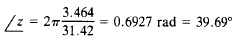 ∠z = 2π 3.464/31.42 = 0.6927 rad = 39.69°